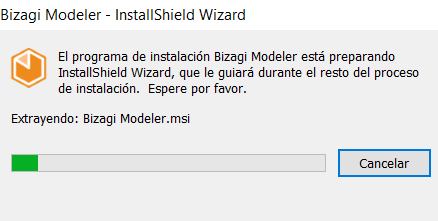 Bizagi Modeler - InstallShield Wizard
El programa de instalación Bizagi Modeler está preparando
InstallShield Wizard, que le guiará durante el resto del proceso
de instalación.  Espere por favor.
Extrayendo: Bizagi Modeler.msi
Cancelar